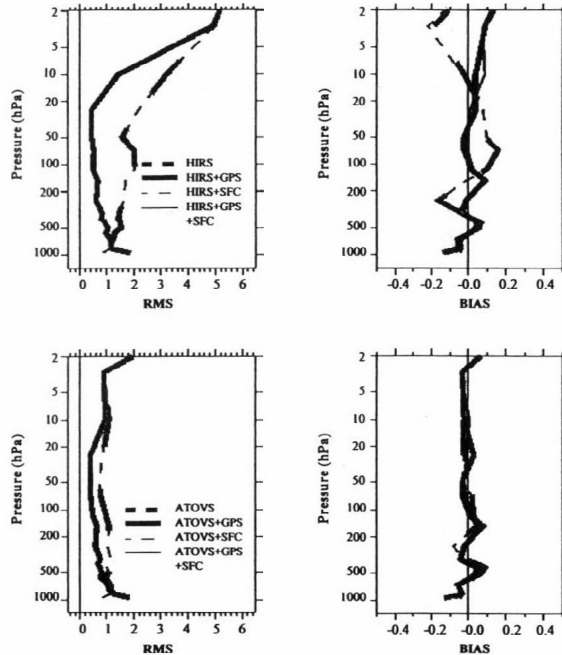 2
5
10
20
50
100
200
500
1000
Pressure (hPa)
HIRS
HIRS+GPS
HIRS+SFC
HIRS+GPS
+SFC
0 1 2 3 4 5 6
RMS
2
5
10
20
50
100
200
500
1000
Pressure (hPa)
-0.4 -0.2 -0.0 0.2 0.4
BIAS
2
5
10
20
50
100
200
500
1000
Pressure (hPa)
ATOVS
ATOVS+GPS
ATOVS+SFC
ATOVS+GPS
+SFC
0 1 2 3 4 5 6
RMS
2
5
10
20
50
100
200
500
1000
Pressure (hPa)
-0.4 -0.2 -0.0 0.2 0.4
BIAS